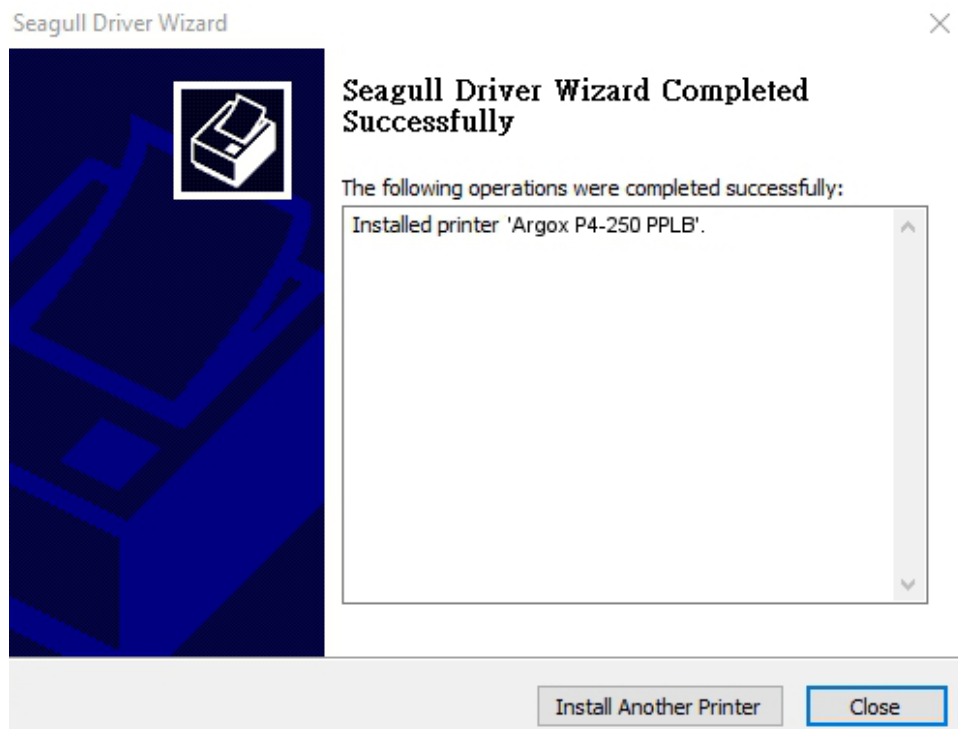 Seagull Driver Wizard
Seagull Driver Wizard Completed
Successfully
The following operations were completed successfully:
Installed printer 'Argox P4-250 PPLB'.
Install Another Printer
Close